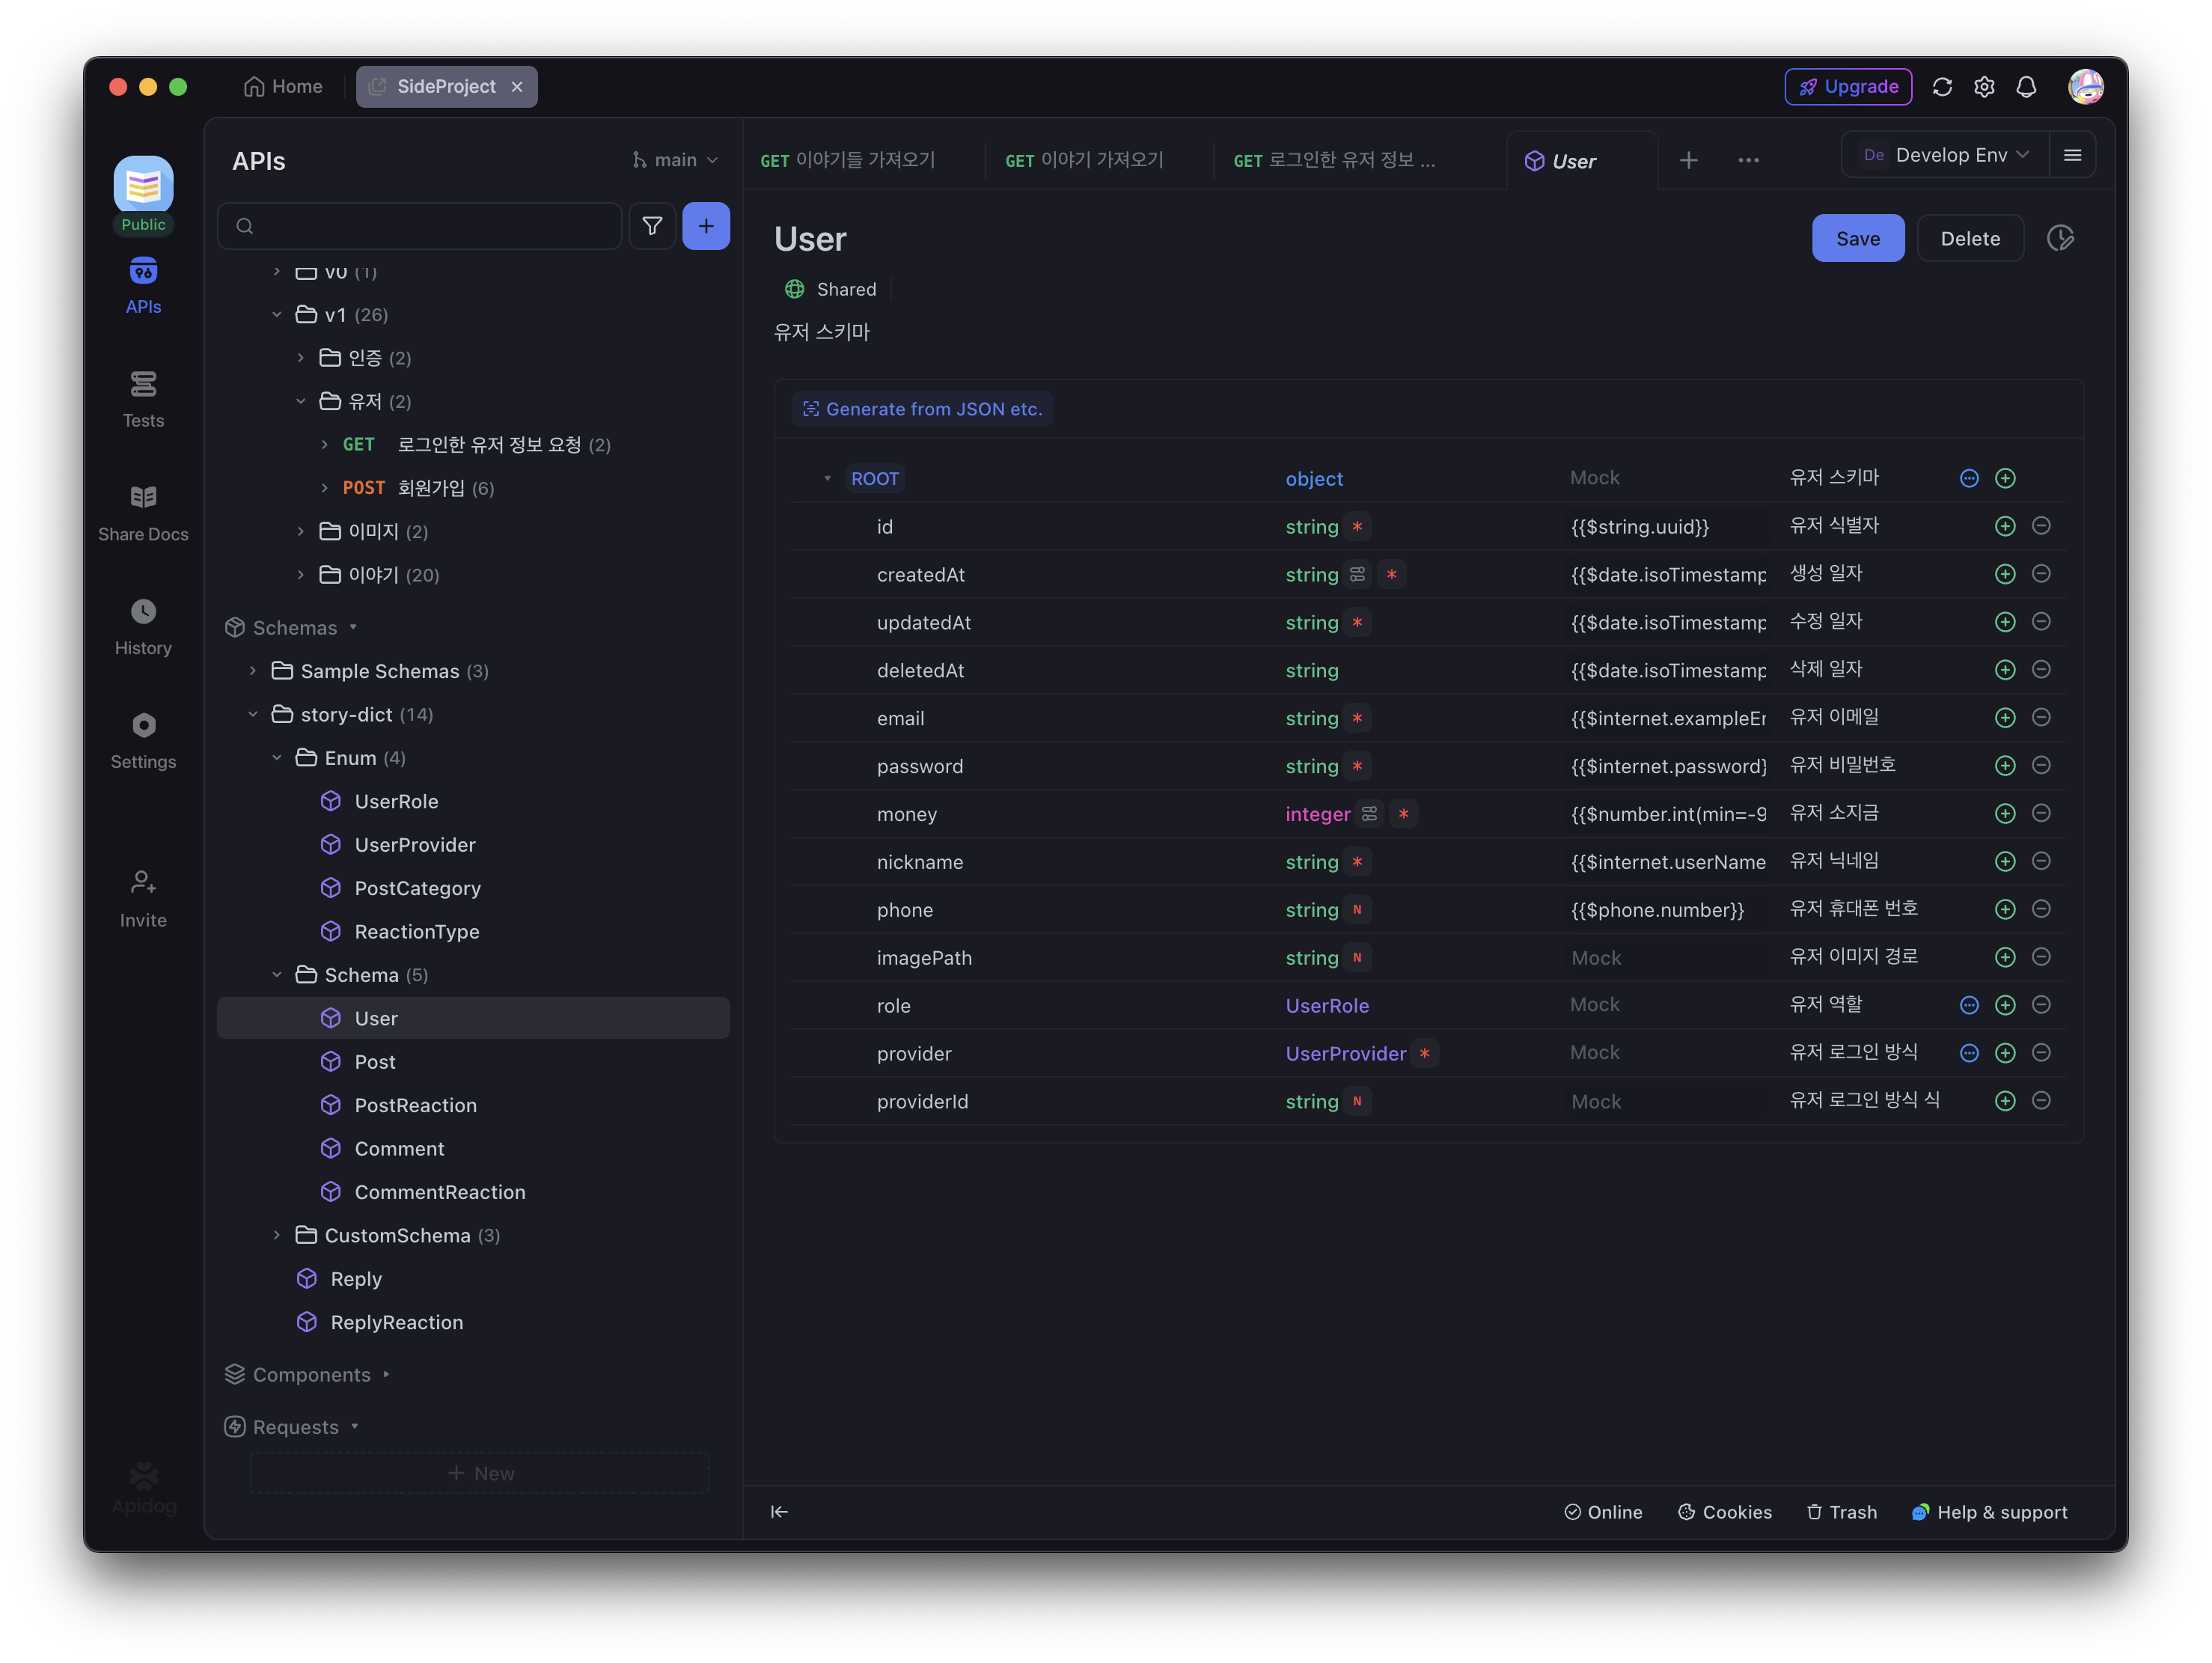 Home
SideProject
Upgrade
Public
APIs
Tests
Share Docs
History
Settings
Invite
Apidog
APIs
main
v0 (1)
v1 (26)
인증 (2)
유저 (2)
GET 로그인한 유저 정보 요청 (2)
POST 회원가입 (6)
이미지 (2)
이야기 (20)
Schemas
Sample Schemas (3)
story-dict (14)
Enum (4)
UserRole
UserProvider
PostCategory
ReactionType
Schema (5)
User
Post
PostReaction
Comment
CommentReaction
CustomSchema (3)
Reply
ReplyReaction
Components
Requests
+ New
GET 이야기들 가져오기
GET 이야기 가져오기
GET 로그인한 유저 정보 ...
User
De Develop Env
User
Save
Delete
Shared
유저 스키마
Generate from JSON etc.
ROOT object Mock 유저 스키마
id string * {{$string.uuid}} 유저 식별자
createdAt string * {{$date.isoTimestamp 생성 일자
updatedAt string * {{$date.isoTimestamp 수정 일자
deletedAt string {{$date.isoTimestamp 삭제 일자
email string * {{$internet.exampleEr 유저 이메일
password string * {{$internet.password} 유저 비밀번호
money integer * {{$number.int(min=-9 유저 소지금
nickname string * {{$internet.userName 유저 닉네임
phone string N {{$phone.number}} 유저 휴대폰 번호
imagePath string N Mock 유저 이미지 경로
role UserRole Mock 유저 역할
provider UserProvider * Mock 유저 로그인 방식
providerId string N Mock 유저 로그인 방식 식
Online
Cookies
Trash
Help & support